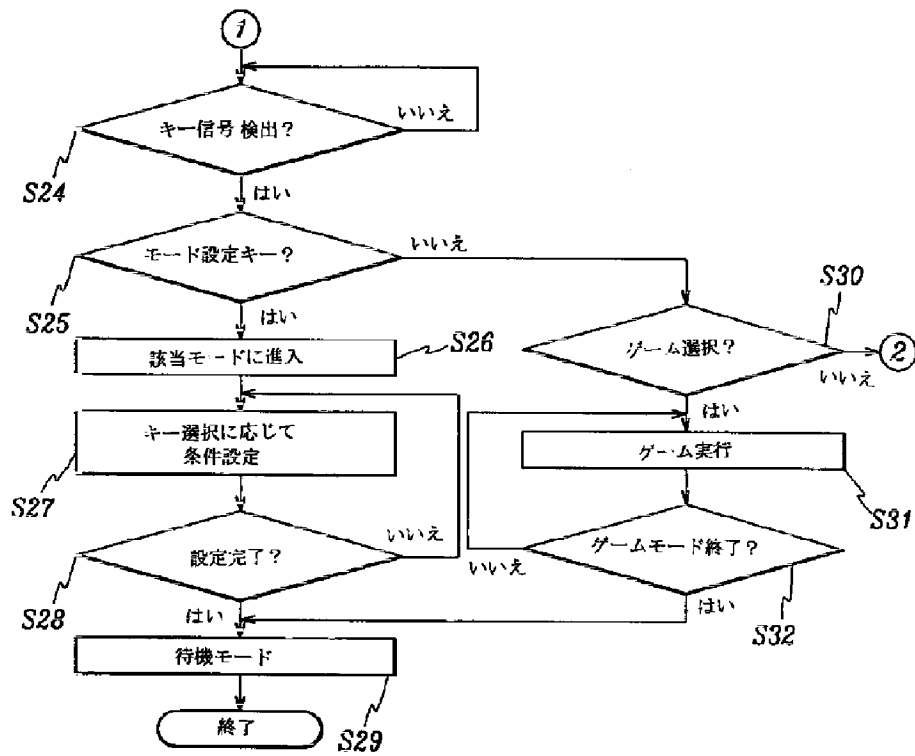 1
キー信号検出?
いいえ
S24
はい
モード設定キー?
いいえ
S25
はい
S30
該当モードに進入
S26
ゲーム選択?
2
いいえ
はい
キー選択に応じて
条件設定
S27
ゲーム実行
S31
設定完了?
いいえ
S28
はい
ゲームモード終了?
いいえ
はい
S32
待機モード
S29
終了